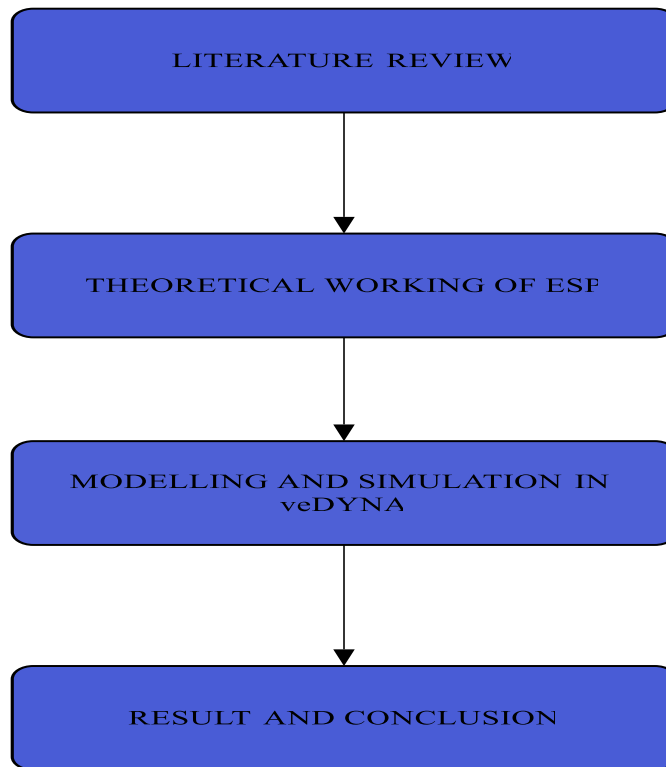 LITERATURE REVIEW
THEORETICAL WORKING OF ESP
MODELLING AND SIMULATION IN
veDYNA
RESULT AND CONCLUSION